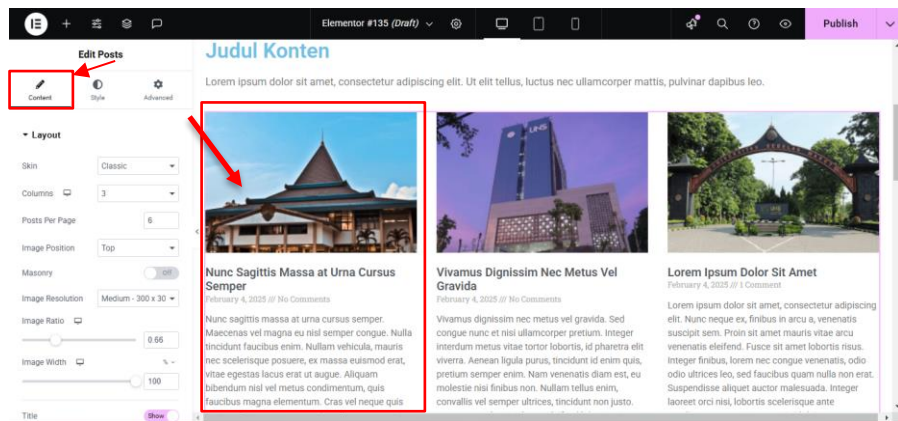 Elementor #135 (Draft)
Publish
Edit Posts
Content
Style
Advanced
Layout
Skin
Classic
Columns
3
Posts Per Page
6
Image Position
Top
Masonry
Off
Image Resolution
Medium - 300 x 30
Image Ratio
0.66
Image Width
%
100
Title
Show
Judul Konten
Lorem ipsum dolor sit amet, consectetur adipiscing elit. Ut elit tellus, luctus nec ullamcorper mattis, pulvinar dapibus leo.
Nunc Sagittis Massa at Urna Cursus
Semper
February 4, 2025 /// No Comments
Nunc sagittis massa at urna cursus semper.
Maecenas vel magna eu nisl semper congue. Nulla
tincidunt faucibus enim. Nullam vehicula, mauris
nec scelerisque posuere, ex massa euismod erat,
vitae egestas lacus erat ut augue. Aliquam
bibendum nisl vel metus condimentum, quis
faucibus magna elementum. Cras vel neque quis
UNS
Vivamus Dignissim Nec Metus Vel
Gravida
February 4, 2025 /// No Comments
Vivamus dignissim nec metus vel gravida. Sed
congue nunc et nisi ullamcorper pretium. Integer
interdum metus vitae tortor lobortis, id pharetra elit
viverra. Aenean ligula purus, tincidunt id enim quis,
pretium semper enim. Nam venenatis diam est, eu
molestie nisi finibus non. Nullam tellus enim,
convallis vel semper ultrices, tincidunt non justo.
Lorem Ipsum Dolor Sit Amet
February 4, 2025 /// 1 Comment
Lorem ipsum dolor sit amet, consectetur adipiscing
elit. Nunc neque ex, finibus in arcu a, venenatis
suscipit sem. Proin sit amet mauris vitae arcu
venenatis eleifend. Fusce sit amet lobortis risus.
Integer finibus, lorem nec congue venenatis, odio
odio ultrices leo, sed faucibus quam nulla non erat.
Suspendisse aliquet auctor malesuada. Integer
laoreet orci nisi, lobortis scelerisque ante